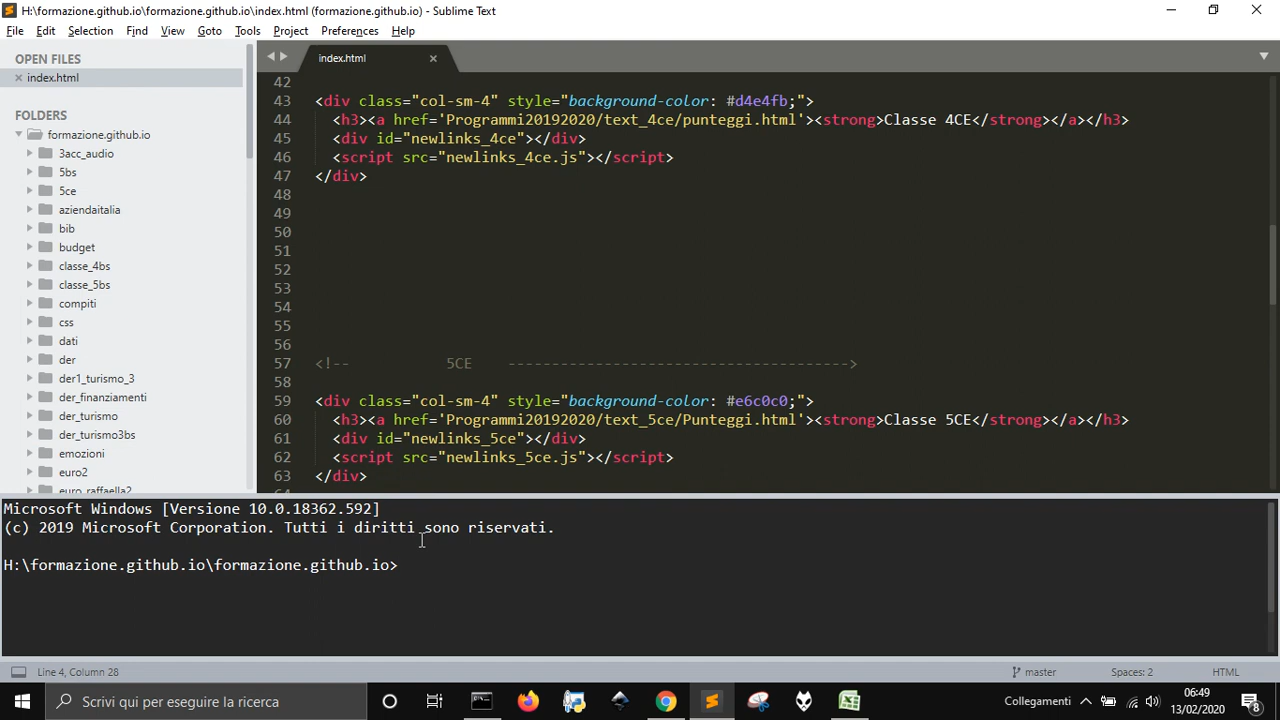 H:\formazione.github.io\formazione.github.io\index.html (formazione.github.io) - Sublime Text
File Edit Selection Find View Goto Tools Project Preferences Help
OPEN FILES
index.html
FOLDERS
formazione.github.io
3acc_audio
5bs
5ce
aziendaitalia
bib
budget
classe_4bs
classe_5bs
compiti
css
dati
der
der1_turismo_3
der_finanziamenti
der_turismo
der_turismo3bs
emozioni
euro2
euro_raffaella2
index.html
42
43 <div class="col-sm-4" style="background-color: #d4e4fb;">
44 <h3><a href='Programmi20192020/text_4ce/punteggi.html'><strong>Classe 4CE</strong></a></h3>
45 <div id="newlinks_4ce"></div>
46 <script src="newlinks_4ce.js"></script>
47 </div>
48
49
50
51
52
53
54
55
56
57 <!-- 5CE --------------------------------------->
58
59 <div class="col-sm-4" style="background-color: #e6c0c0;">
60 <h3><a href='Programmi20192020/text_5ce/Punteggi.html'><strong>Classe 5CE</strong></a></h3>
61 <div id="newlinks_5ce"></div>
62 <script src="newlinks_5ce.js"></script>
63 </div>
64
Microsoft Windows [Versione 10.0.18362.592]
(c) 2019 Microsoft Corporation. Tutti i diritti sono riservati.
H:\formazione.github.io\formazione.github.io>
Line 4, Column 28 master Spaces: 2 HTML
Scrivi qui per eseguire la ricerca
Collegamenti
06:49
13/02/2020
8